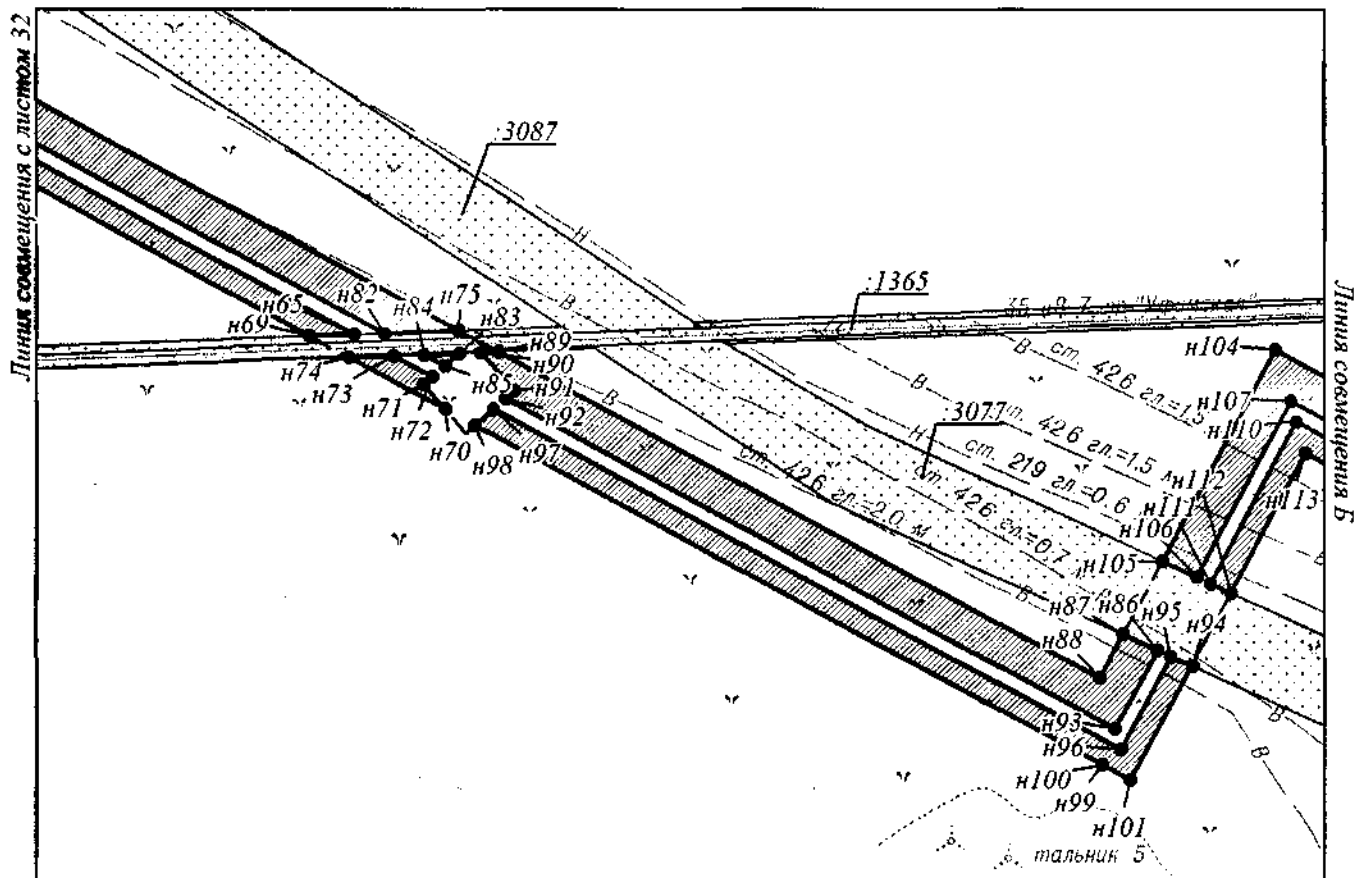 Линия совмещения с листом 32
:3087
Н
В
:1365
Линия совмещения Б
н65
н69
н82
н84
н75
н83
н89
н90
н74
н73
н85
н91
н92
н71
н72
н70
н98
н97
В
ст. 426 гл.=1,5
В
ст. 426 гл.=1,5 м
Н
:3077
ст. 219 гл.=0,6
ст. 426 гл.=0,7
ст. 426 гл.=2,0 м
В
н104
н107
н110
н112
н111
н113
н106
н105
В
В
н87
н86
н95
н94
н88
В
н93
н96
н100
н99
н101
В
В
тальник 5